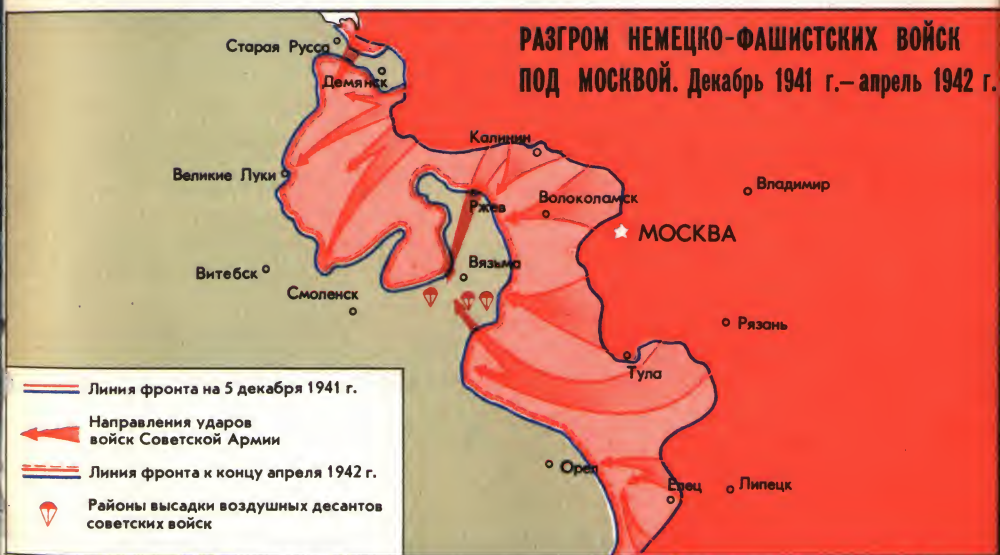 РАЗГРОМ НЕМЕЦКО-ФАШИСТСКИХ ВОЙСК
ПОД МОСКВОЙ. Декабрь 1941 г.–апрель 1942 г.
Старая Русса
Демянск
Калинин
Великие Луки
Ржев
Волоколамск
Владимир
МОСКВА
Витебск
Вязьма
Смоленск
Рязань
Тула
Орел
Елец
Липецк
Линия фронта на 5 декабря 1941 г.
Направления ударов
войск Советской Армии
Линия фронта к концу апреля 1942 г.
Районы высадки воздушных десантов
советских войск